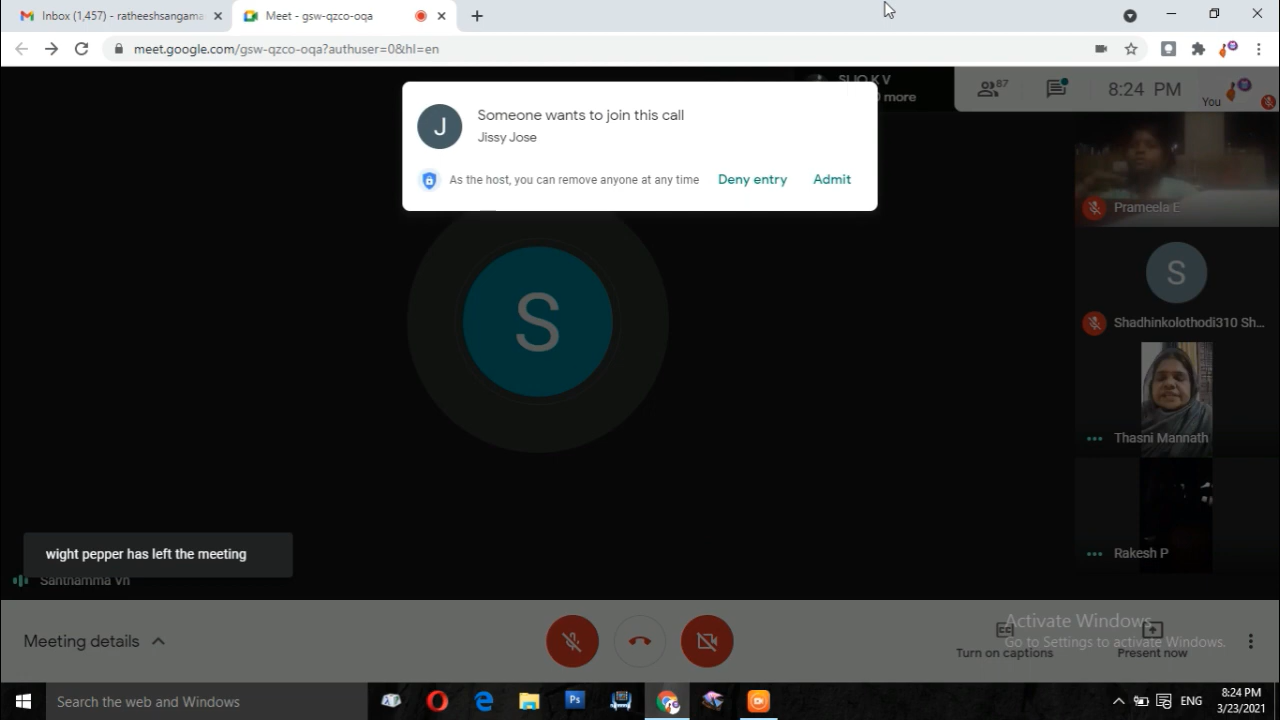 Inbox (1,457) - ratheeshsangama
Meet - gsw-qzco-oqa
meet.google.com/gsw-qzco-oqa?authuser=0&hl=en
Someone wants to join this call
J
Jissy Jose
As the host, you can remove anyone at any time
Deny entry
Admit
more
87
8:24 PM
You
Prameela E
S
Shadhinkolothodi310 Sh...
S
Thasni Mannath
Rakesh P
wight pepper has left the meeting
Santhamma Vn
Meeting details
CC
Turn on captions
Present now
Activate Windows
Go to Settings to activate Windows.
Search the web and Windows
Ps
ENG
8:24 PM
3/23/2021